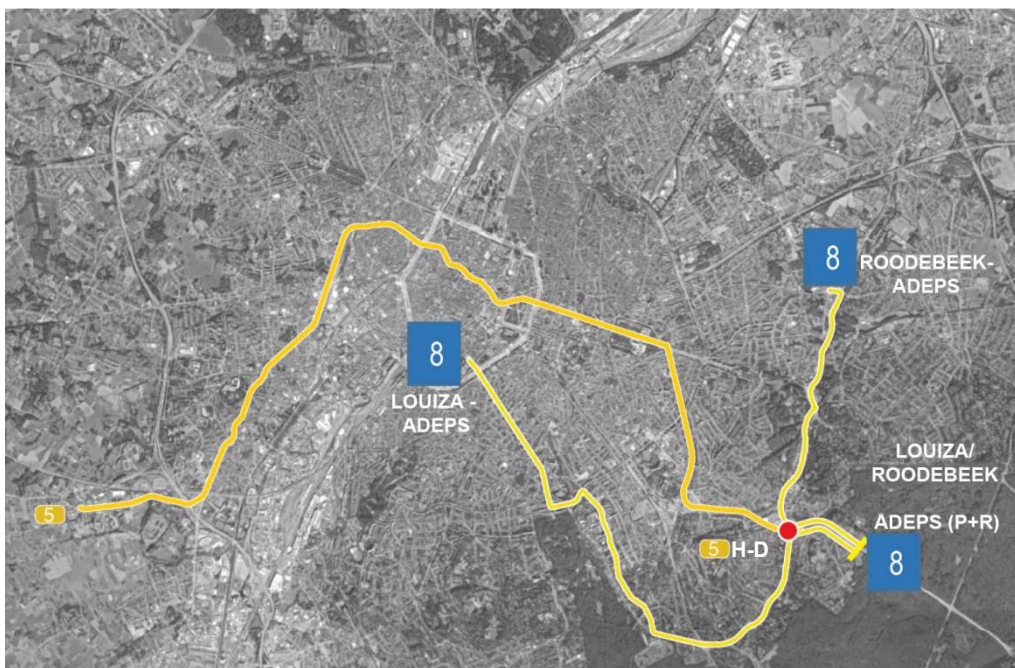 8
ROODEBEEK-
ADEPS
8
LOUIZA -
ADEPS
LOUIZA/
ROODEBEEK
5
ADEPS (P+R)
5 H-D
8